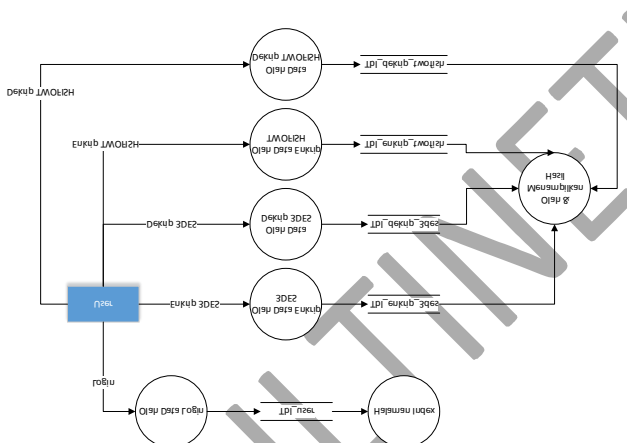 Olah Data Login
Tbl_user
Halaman Index
Login
User
Enkrip 3DES
Olah Data Enkrip
3DES
Tbl_enkrip_3des
Dekrip 3DES
Olah Data
Dekrip 3DES
Tbl_dekrip_3des
Olah &
Menampilkan
Hasil
Enkrip TWOFISH
Olah Data Enkrip
TWOFISH
Tbl_enkrip_twofish
Dekrip TWOFISH
Olah Data
Dekrip TWOFISH
Tbl_dekrip_twofish